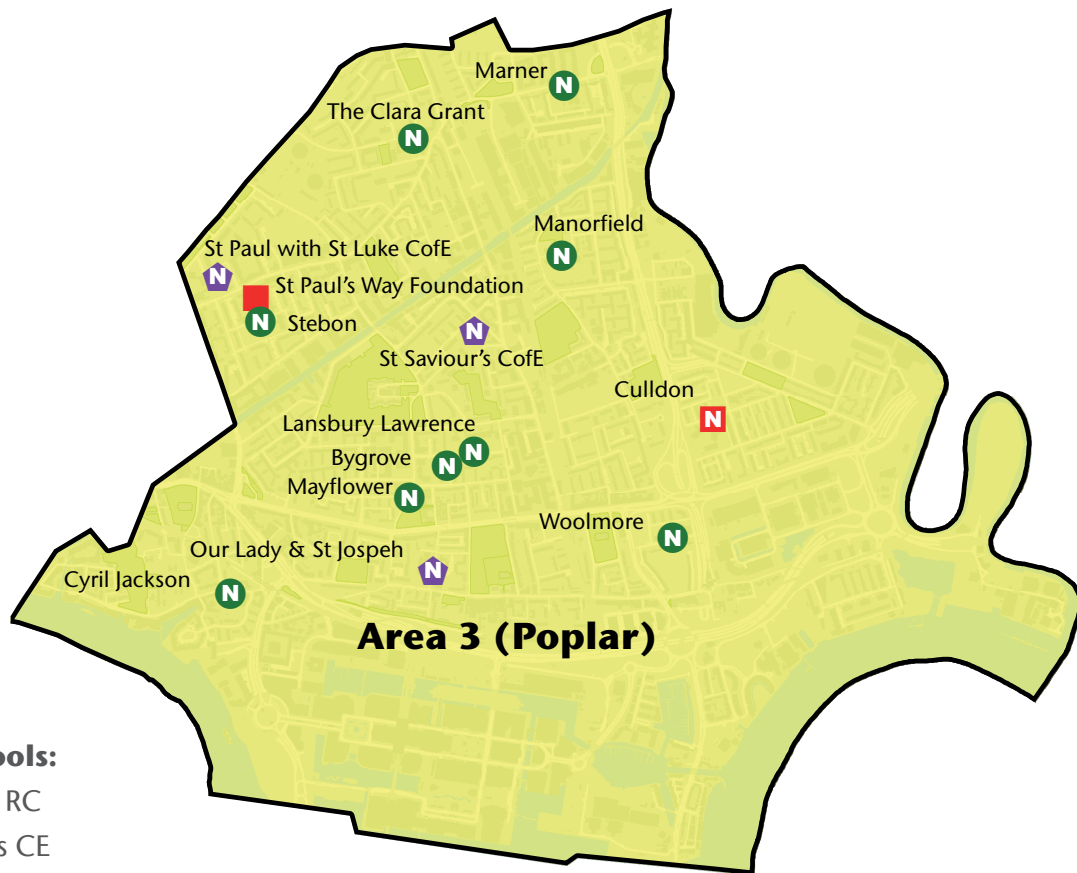 Marner
N
The Clara Grant
N
Manorfield
N
St Paul with St Luke CofE
N
St Paul's Way Foundation
N
Stebon
N
St Saviour's CofE
Culldon
N
Lansbury Lawrence
N
Bygrove
N
Mayflower
N
Woolmore
N
Our Lady & St Jospeh
N
Cyril Jackson
N
Area 3 (Poplar)
ools:
RC
s CE